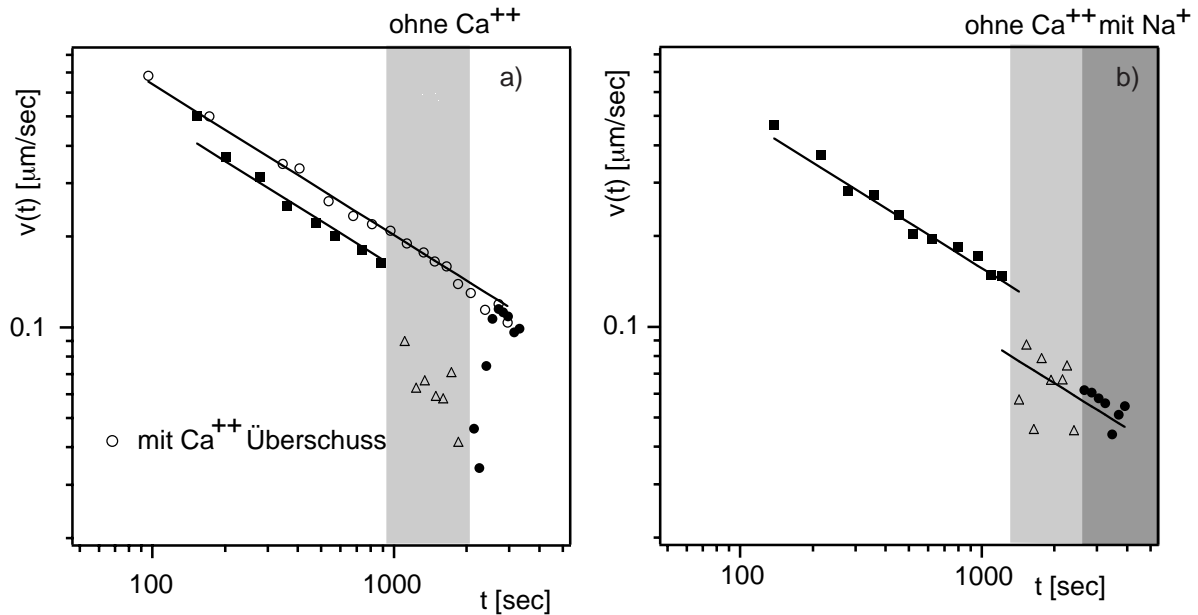 ohne Ca++
a)
v(t) [μm/sec]
0.1
mit Ca++ Überschuss
100
1000
t [sec]
ohne Ca++ mit Na+
b)
v(t) [μm/sec]
0.1
100
1000
t [sec]